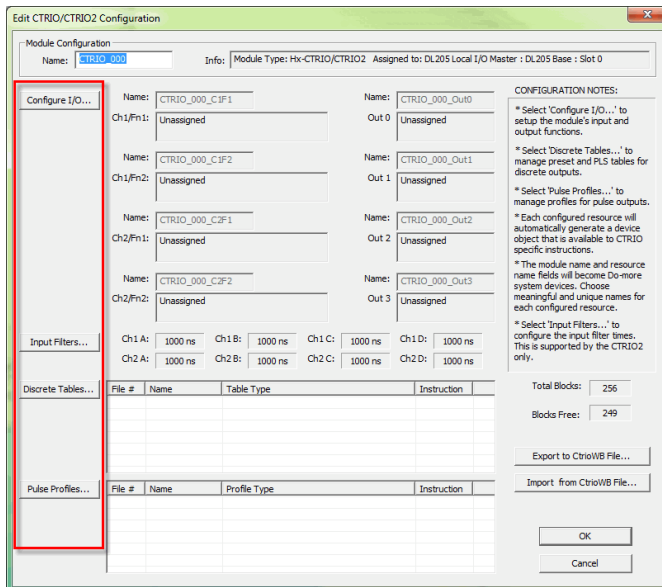 Edit CTRIO/CTRIO2 Configuration
Module Configuration
Name: CTRIO_000
Info: Module Type: Hx-CTRIO/CTRIO2 Assigned to: DL205 Local I/O Master : DL205 Base : Slot 0
Configure I/O...
Name: CTRIO_000_C1F1
Name: CTRIO_000_Out0
Ch1/Fn1: Unassigned
Out 0 Unassigned
Name: CTRIO_000_C1F2
Name: CTRIO_000_Out1
Ch1/Fn2: Unassigned
Out 1 Unassigned
Name: CTRIO_000_C2F1
Name: CTRIO_000_Out2
Ch2/Fn1: Unassigned
Out 2 Unassigned
Name: CTRIO_000_C2F2
Name: CTRIO_000_Out3
Ch2/Fn2: Unassigned
Out 3 Unassigned
CONFIGURATION NOTES:
* Select 'Configure I/O...' to
setup the module's input and
output functions.
* Select 'Discrete Tables...' to
manage preset and PLS tables for
discrete outputs.
* Select 'Pulse Profiles...' to
manage profiles for pulse outputs.
* Each configured resource will
automatically generate a device
object that is available to CTRIO
specific instructions.
* The module name and resource
name fields will become Do-more
system devices. Choose
meaningful and unique names for
each configured resource.
* Select 'Input Filters...' to
configure the input filter times.
This is supported by the CTRIO2
only.
Input Filters...
Ch1 A: 1000 ns Ch1 B: 1000 ns Ch1 C: 1000 ns Ch1 D: 1000 ns
Ch2 A: 1000 ns Ch2 B: 1000 ns Ch2 C: 1000 ns Ch2 D: 1000 ns
Discrete Tables...
File # Name Table Type Instruction
Total Blocks: 256
Blocks Free: 249
Export to CtrioWB File...
Import from CtrioWB File...
Pulse Profiles...
File # Name Profile Type Instruction
OK
Cancel